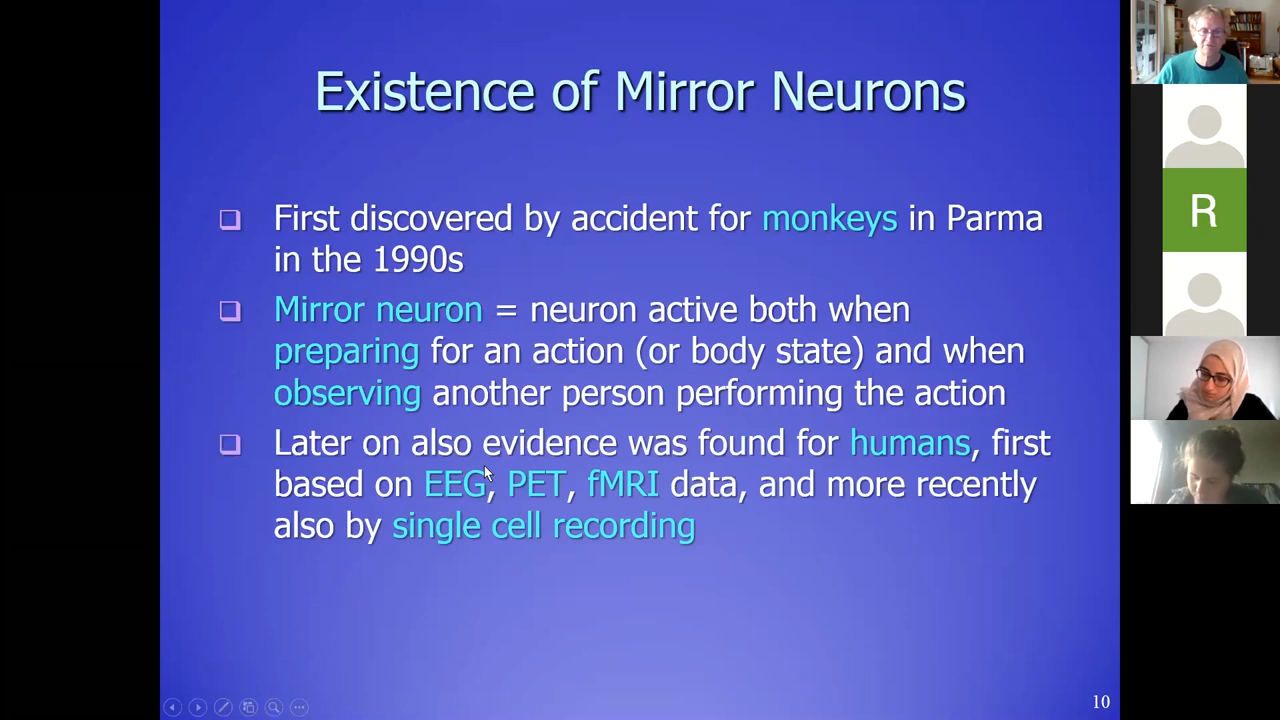 Existence of Mirror Neurons
First discovered by accident for monkeys in Parma
in the 1990s
Mirror neuron = neuron active both when
preparing for an action (or body state) and when
observing another person performing the action
Later on also evidence was found for humans, first
based on EEG, PET, fMRI data, and more recently
also by single cell recording
10
R